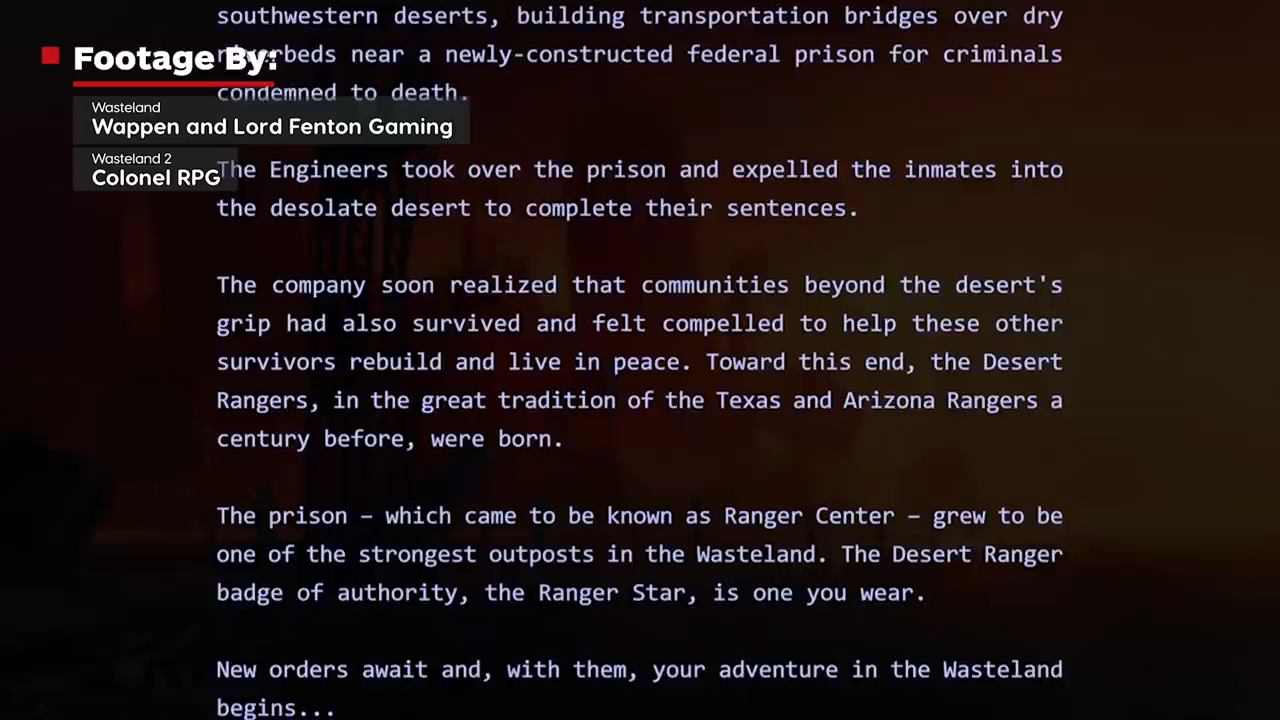 Footage By:
Wasteland
Wappen and Lord Fenton Gaming
Wasteland 2
Colonel RPG
southwestern deserts, building transportation bridges over dry
riverbeds near a newly-constructed federal prison for criminals
condemned to death.
The Engineers took over the prison and expelled the inmates into
the desolate desert to complete their sentences.
The company soon realized that communities beyond the desert's
grip had also survived and felt compelled to help these other
survivors rebuild and live in peace. Toward this end, the Desert
Rangers, in the great tradition of the Texas and Arizona Rangers a
century before, were born.
The prison – which came to be known as Ranger Center – grew to be
one of the strongest outposts in the Wasteland. The Desert Ranger
badge of authority, the Ranger Star, is one you wear.
New orders await and, with them, your adventure in the Wasteland
begins...